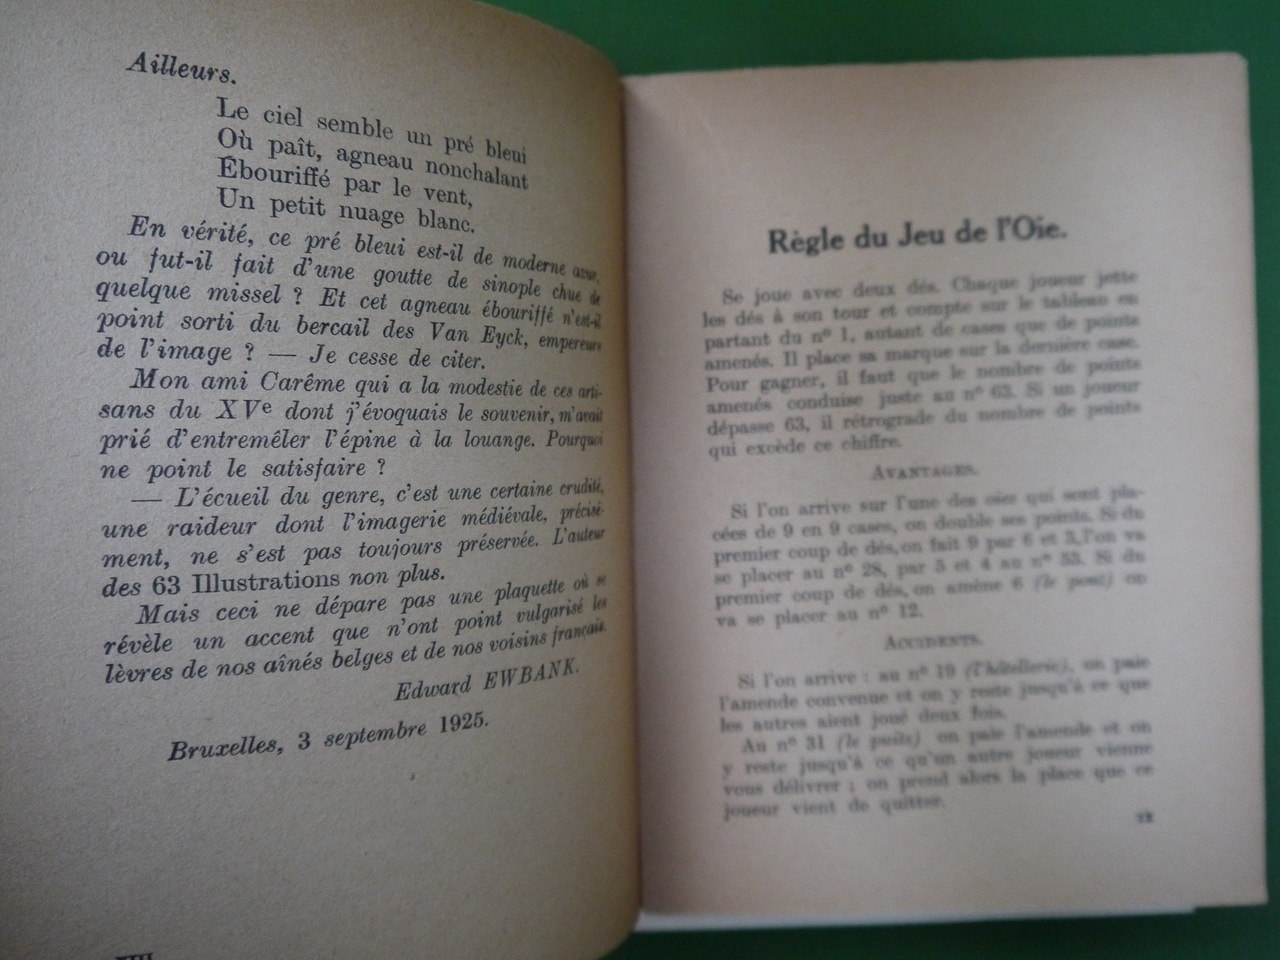 Ailleurs.
Le ciel semble un pré bleui
Où paît, agneau nonchalant
Ébouriffé par le vent,
Un petit nuage blanc.
En vérité, ce pré bleui est-il de moderne azur,
ou fut-il fait d'une goutte de sinople chue de
quelque missel ? Et cet agneau ébouriffé n'est-il
point sorti du bercail des Van Eyck, empereurs
de l'image ? — Je cesse de citer.
Mon ami Carême qui a la modestie de ces arti-
sans du XVe dont j'évoquais le souvenir, m'avait
prié d'entremêler l'épine à la louange. Pourquoi
ne point le satisfaire ?
— L'écueil du genre, c'est une certaine crudité,
une raideur dont l'imagerie médiévale, précisé-
ment, ne s'est pas toujours préservée. L'auteur
des 63 Illustrations non plus.
Mais ceci ne dépare pas une plaquette où se
révèle un accent que n'ont point vulgarisé les
lèvres de nos aînés belges et de nos voisins français.
Edward EWBANK.
Bruxelles, 3 septembre 1925.
Règle du Jeu de l'Oie.
Se joue avec deux dés. Chaque joueur jette
les dés à son tour et compte sur le tableau en
partant du nº 1, autant de cases que de points
amenés. Il place sa marque sur la dernière case.
Pour gagner, il faut que le nombre de points
amenés conduise juste au nº 63. Si un joueur
dépasse 63, il rétrograde du nombre de points
qui excède ce chiffre.
AVANTAGES.
Si l'on arrive sur l'une des oies qui sont pla-
cées de 9 en 9 cases, on double ses points. Si du
premier coup de dés, on fait 9 par 6 et 3, l'on va
se placer au nº 28, par 5 et 4 au nº 53. Si du
premier coup de dés, on amène 6 (le pont) on
va se placer au nº 12.
ACCIDENTS.
Si l'on arrive : au nº 19 (l'hôtellerie), on paie
l'amende convenue et on y reste jusqu'à ce que
les autres aient joué deux fois.
Au nº 31 (le puits) on paie l'amende et on
y reste jusqu'à ce qu'un autre joueur vienne
vous délivrer ; on prend alors la place que ce
joueur vient de quitter.